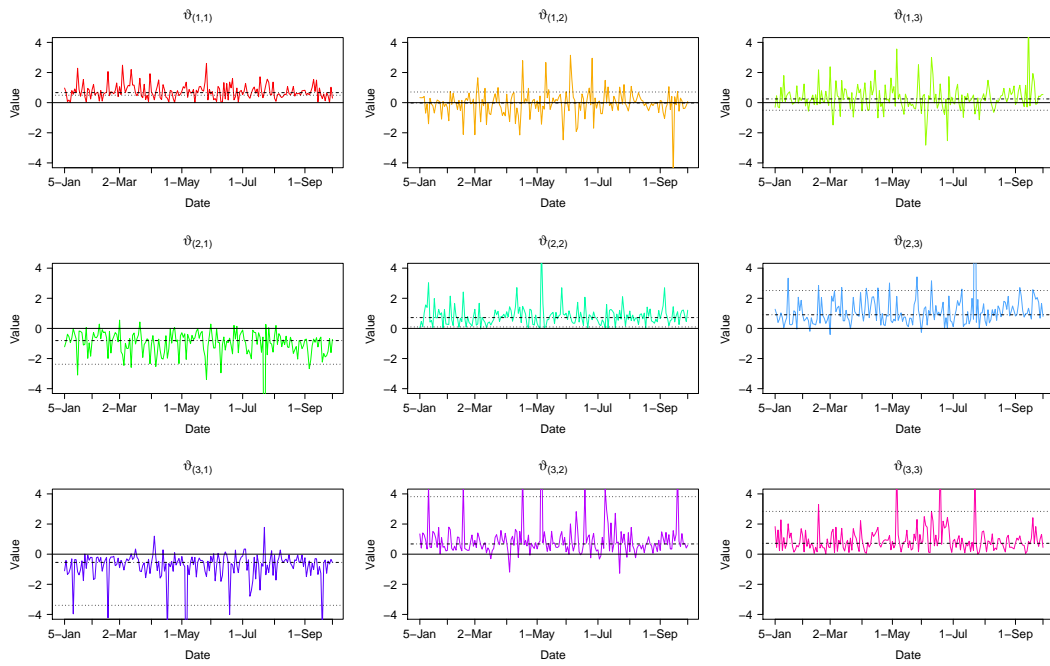 ϑ(1,1)
4
2
0
−2
−4
Value
5−Jan 2−Mar 1−May 1−Jul 1−Sep
Date
ϑ(1,2)
4
2
0
−2
−4
Value
5−Jan 2−Mar 1−May 1−Jul 1−Sep
Date
ϑ(1,3)
4
2
0
−2
−4
Value
5−Jan 2−Mar 1−May 1−Jul 1−Sep
Date
ϑ(2,1)
4
2
0
−2
−4
Value
5−Jan 2−Mar 1−May 1−Jul 1−Sep
Date
ϑ(2,2)
4
2
0
−2
−4
Value
5−Jan 2−Mar 1−May 1−Jul 1−Sep
Date
ϑ(2,3)
4
2
0
−2
−4
Value
5−Jan 2−Mar 1−May 1−Jul 1−Sep
Date
ϑ(3,1)
4
2
0
−2
−4
Value
5−Jan 2−Mar 1−May 1−Jul 1−Sep
Date
ϑ(3,2)
4
2
0
−2
−4
Value
5−Jan 2−Mar 1−May 1−Jul 1−Sep
Date
ϑ(3,3)
4
2
0
−2
−4
Value
5−Jan 2−Mar 1−May 1−Jul 1−Sep
Date